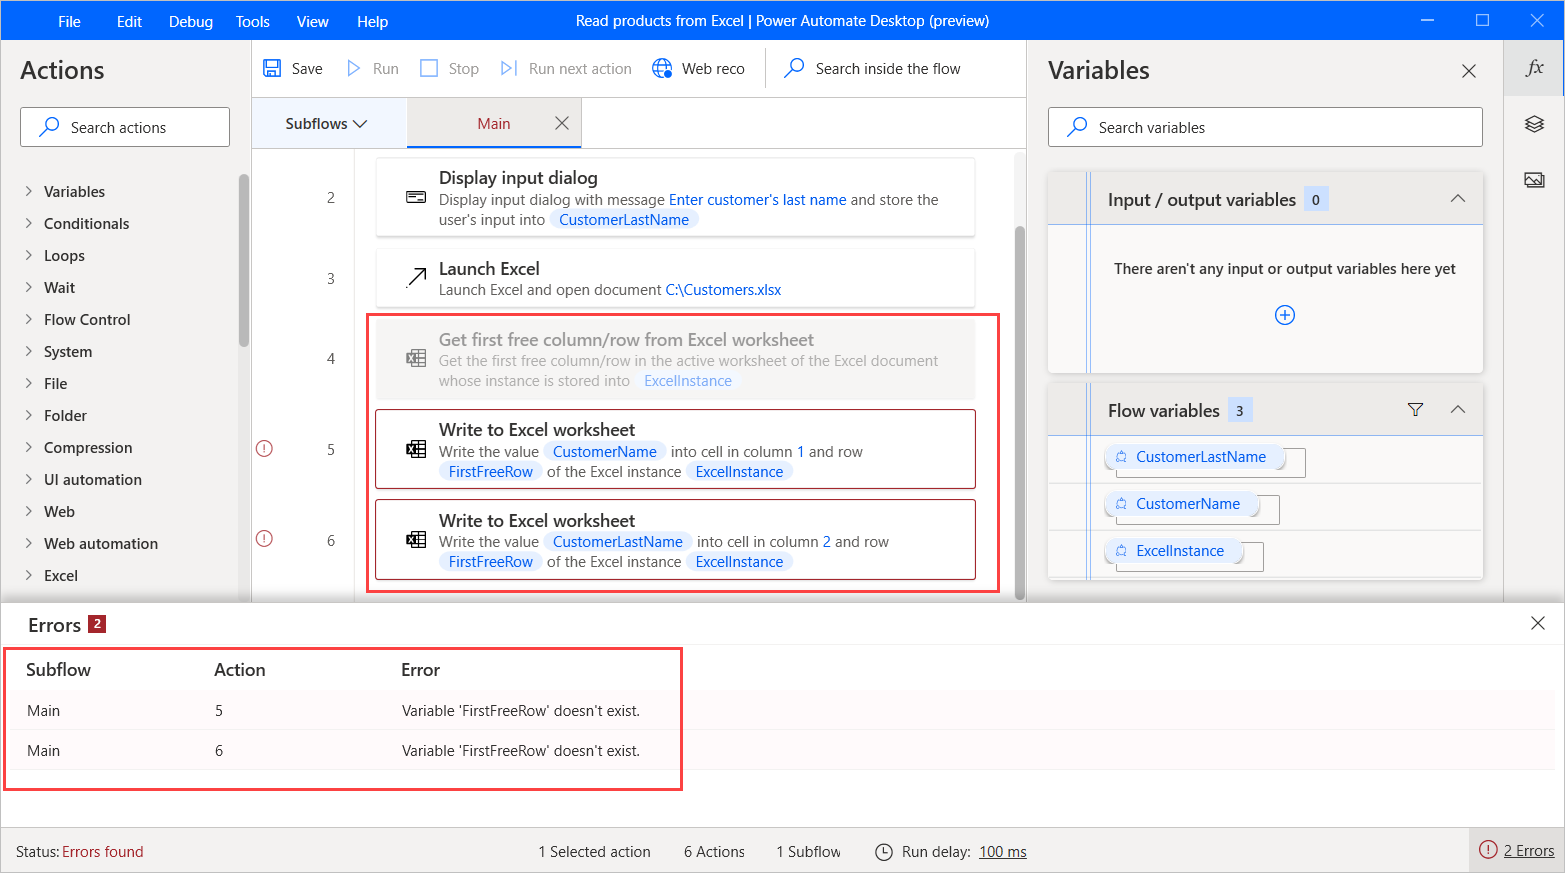 File Edit Debug Tools View Help Read products from Excel | Power Automate Desktop (preview)
Actions
Search actions
Variables
Conditionals
Loops
Wait
Flow Control
System
File
Folder
Compression
UI automation
Web
Web automation
Excel
Save Run Stop Run next action Web reco Search inside the flow
Subflows Main
2
Display input dialog
Display input dialog with message Enter customer's last name and store the
user's input into CustomerLastName
3
Launch Excel
Launch Excel and open document C:\Customers.xlsx
4
Get first free column/row from Excel worksheet
Get the first free column/row in the active worksheet of the Excel document
whose instance is stored into ExcelInstance
5
Write to Excel worksheet
Write the value CustomerName into cell in column 1 and row
FirstFreeRow of the Excel instance ExcelInstance
6
Write to Excel worksheet
Write the value CustomerLastName into cell in column 2 and row
FirstFreeRow of the Excel instance ExcelInstance
Variables
fx
Search variables
Input / output variables 0
There aren't any input or output variables here yet
Flow variables 3
CustomerLastName
CustomerName
ExcelInstance
Errors 2
Subflow Action Error
Main 5 Variable 'FirstFreeRow' doesn't exist.
Main 6 Variable 'FirstFreeRow' doesn't exist.
Status: Errors found 1 Selected action 6 Actions 1 Subflow Run delay: 100 ms 2 Errors